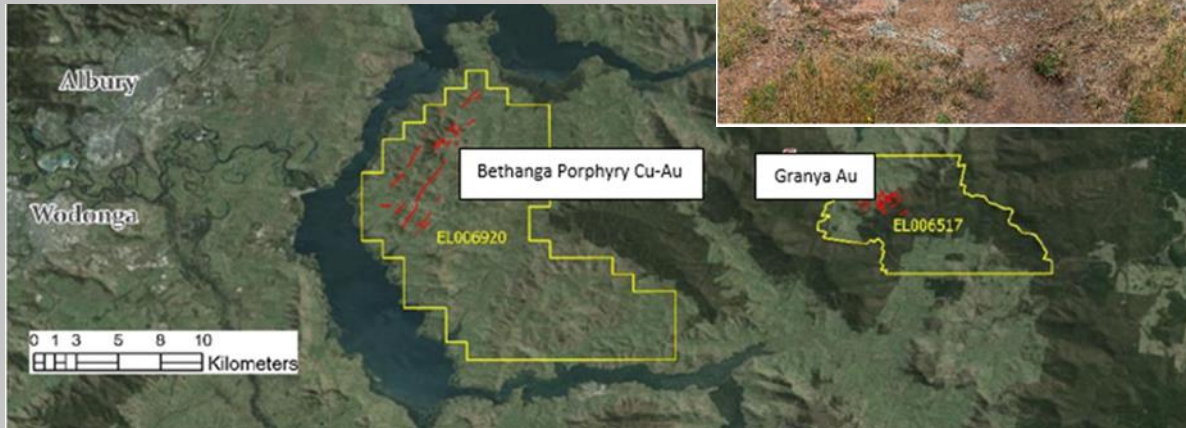 Albury
Wodonga
Bethanga Porphyry Cu-Au
Granya Au
EL006920
EL006517
0 1 3 5 8 10
Kilometers